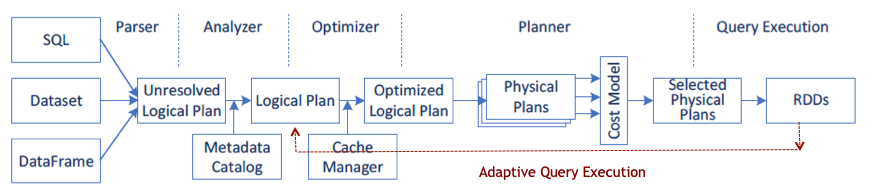 Parser
Analyzer
Optimizer
Planner
Query Execution
SQL
Dataset
DataFrame
Unresolved
Logical Plan
Metadata
Catalog
Logical Plan
Cache
Manager
Optimized
Logical Plan
Physical
Plans
Cost Model
Selected
Physical
Plans
RDDs
Adaptive Query Execution